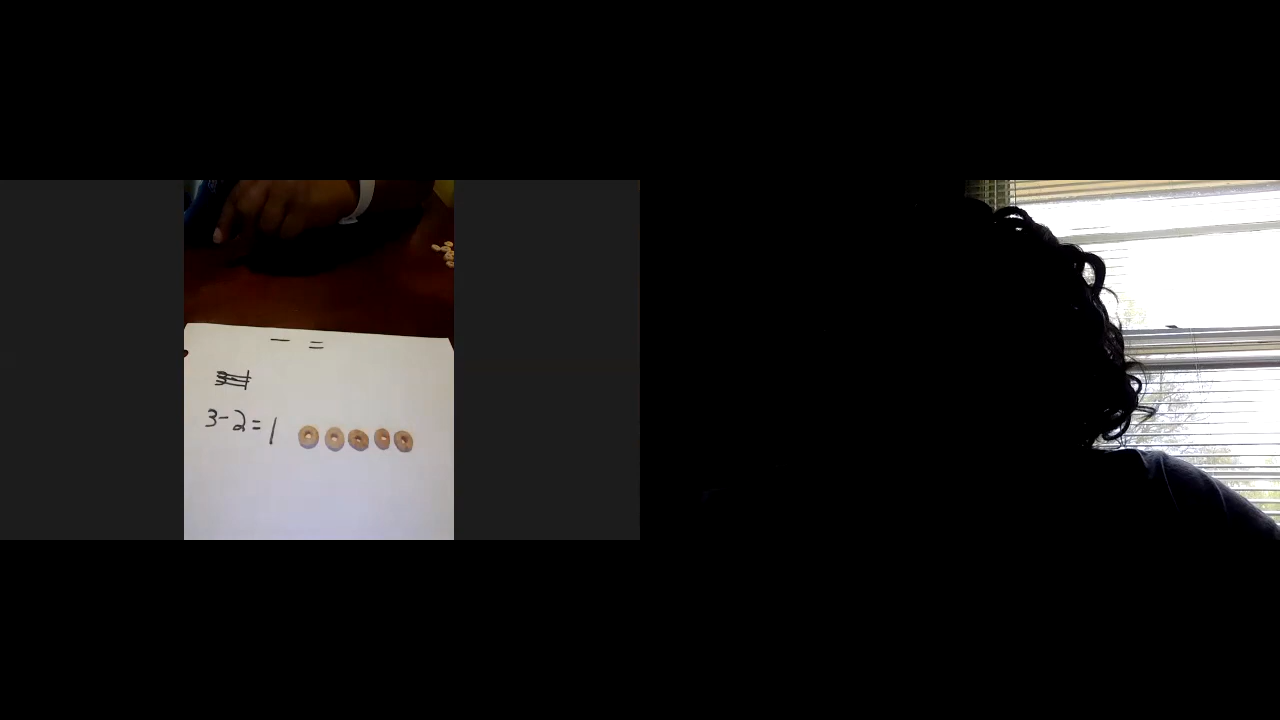 - =
3-2=1